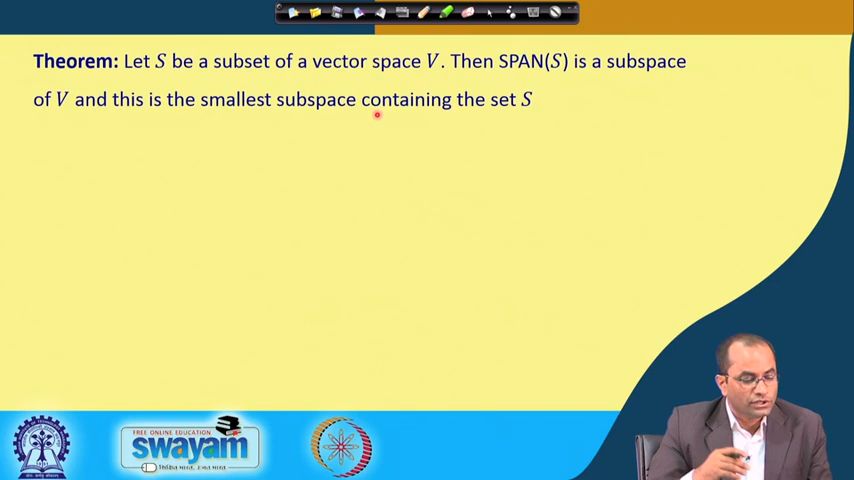 Theorem: Let S be a subset of a vector space V. Then SPAN(S) is a subspace
of V and this is the smallest subspace containing the set S
FREE ONLINE EDUCATION
swayam